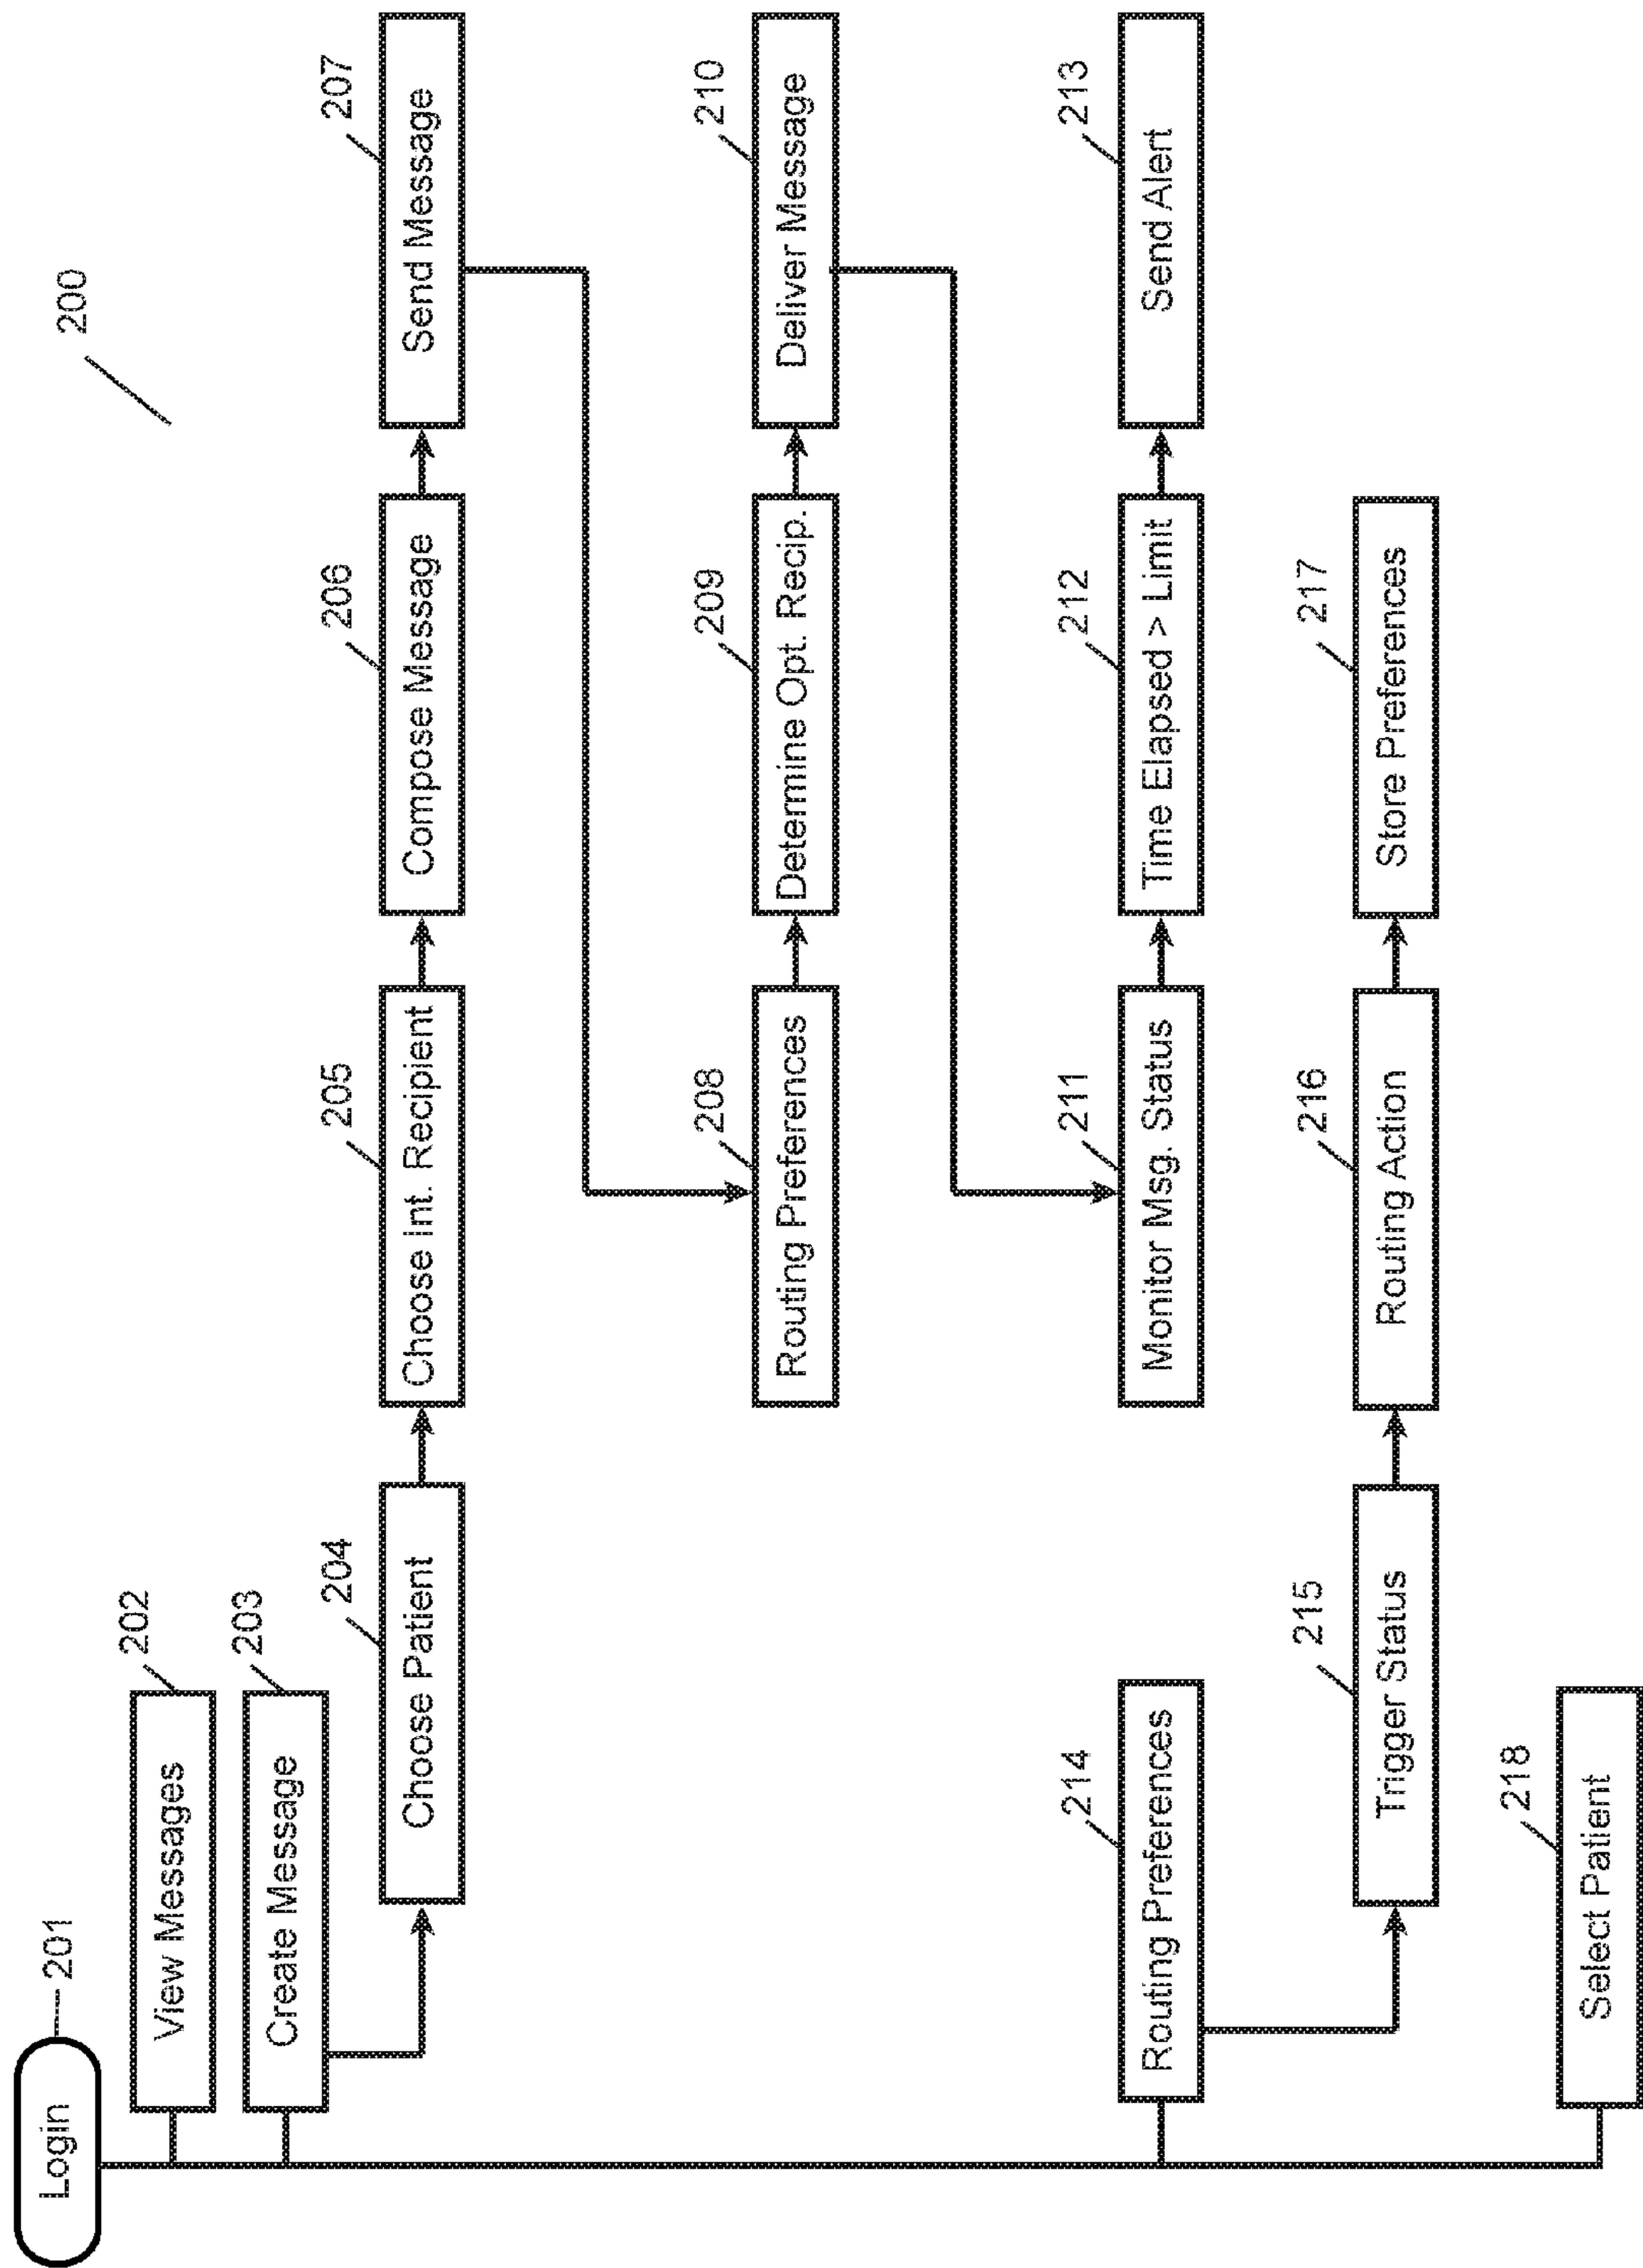 200
Login
201
View Messages
202
Create Message
203
Choose Patient
204
Choose Int. Recipient
205
Compose Message
206
Send Message
207
Routing Preferences
208
Determine Opt. Recip.
209
Deliver Message
210
Monitor Msg. Status
211
Time Elapsed > Limit
212
Send Alert
213
Routing Preferences
214
Trigger Status
215
Routing Action
216
Store Preferences
217
Select Patient
218